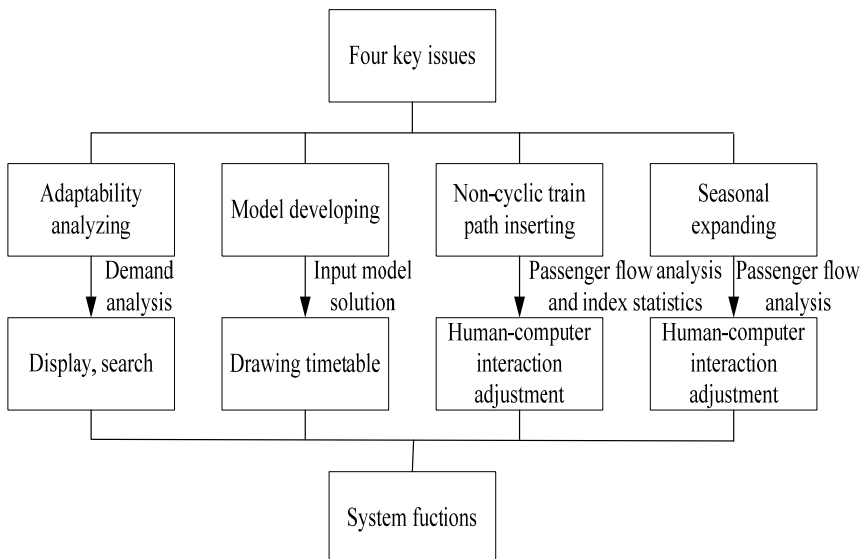 Four key issues
Adaptability
analyzing
Model developing
Non-cyclic train
path inserting
Seasonal
expanding
Demand
analysis
Input model
solution
Passenger flow analysis
and index statistics
Passenger flow
analysis
Display, search
Drawing timetable
Human-computer
interaction
adjustment
Human-computer
interaction
adjustment
System fuctions